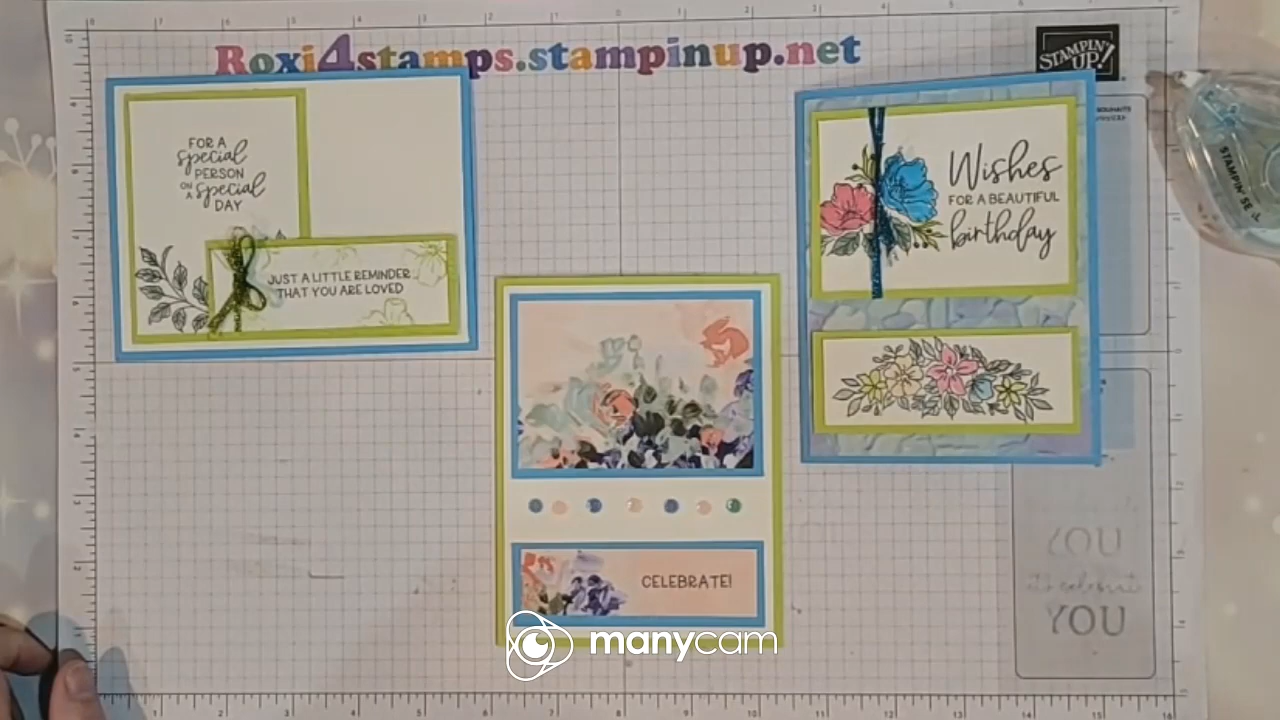 Roxi4stamps.stampinup.net
STAMPIN' UP!
FOR A
special
PERSON
ON A special
DAY
JUST A LITTLE REMINDER...
THAT YOU ARE LOVED
Wishes
FOR A BEAUTIFUL
birthday
CELEBRATE!
manycam
YOU
YOU